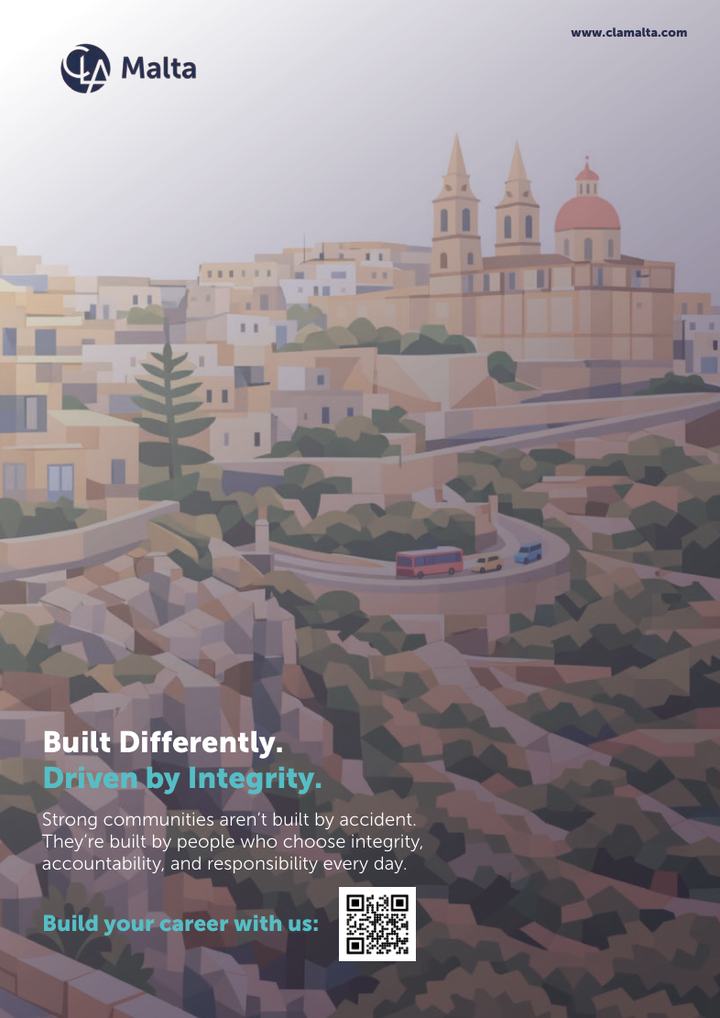 www.clamalta.com
CLA Malta
Built Differently.
Driven by Integrity.
Strong communities aren't built by accident.
They're built by people who choose integrity,
accountability, and responsibility every day.
Build your career with us: